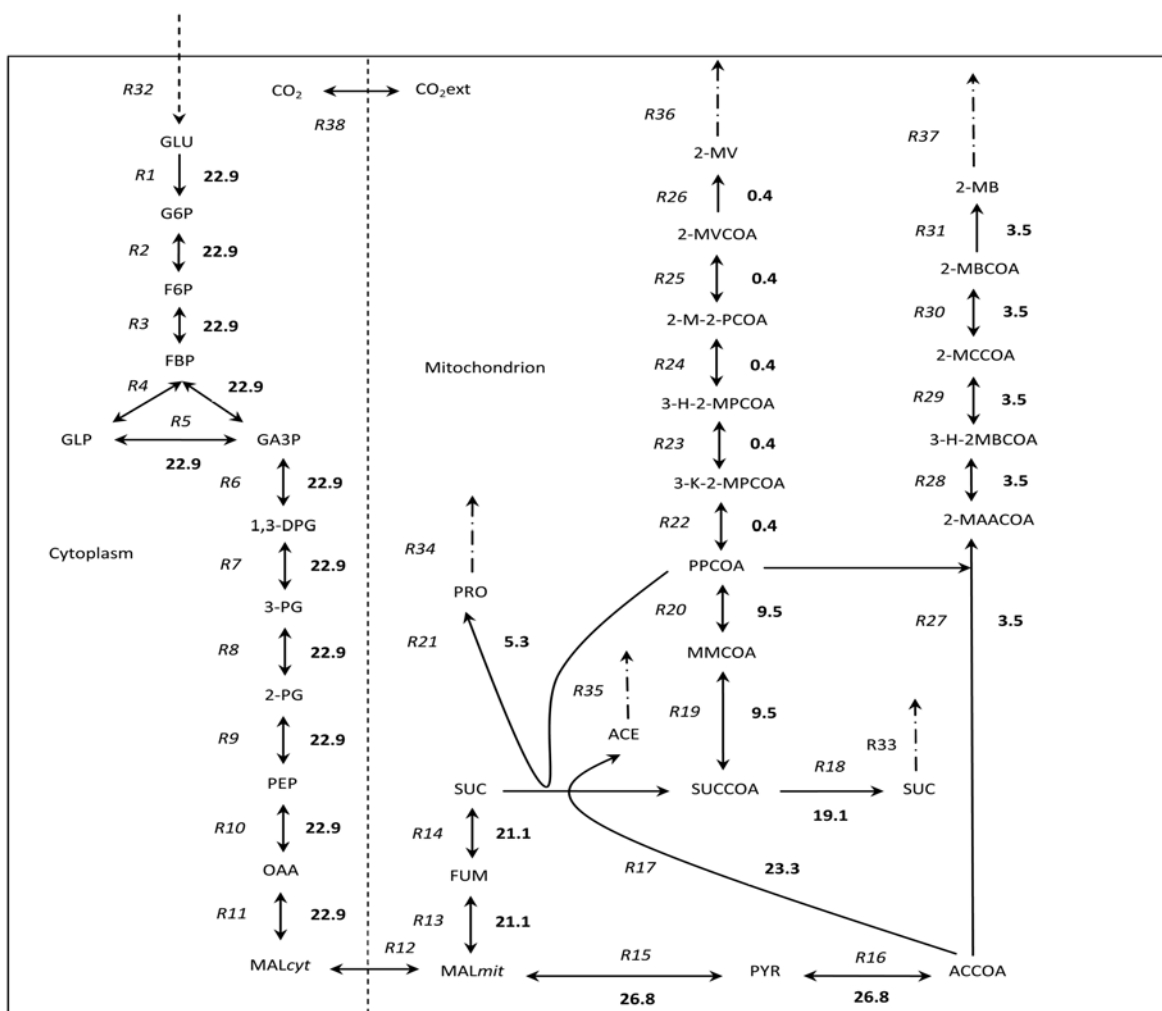 R32
CO2
CO2ext
R38
GLU
R1
22.9
G6P
R2
22.9
F6P
R3
22.9
FBP
R4
22.9
R5
GLP
GA3P
22.9
R6
22.9
1,3-DPG
Cytoplasm
R7
22.9
3-PG
R8
22.9
2-PG
R9
22.9
PEP
R10
22.9
OAA
R11
22.9
MALcyt
R12
Mitochondrion
R34
PRO
R21
5.3
R35
ACE
SUC
R14
21.1
FUM
R13
21.1
MALmit
R15
26.8
PYR
R16
26.8
ACCOA
R17
23.3
R36
2-MV
R26
0.4
2-MVCOA
R25
0.4
2-M-2-PCOA
R24
0.4
3-H-2-MPCOA
R23
0.4
3-K-2-MPCOA
R22
0.4
PPCOA
R20
9.5
MMCOA
R19
9.5
SUCCOA
R18
19.1
R33
SUC
R37
2-MB
R31
3.5
2-MBCOA
R30
3.5
2-MCCOA
R29
3.5
3-H-2MBCOA
R28
3.5
2-MAACOA
R27
3.5